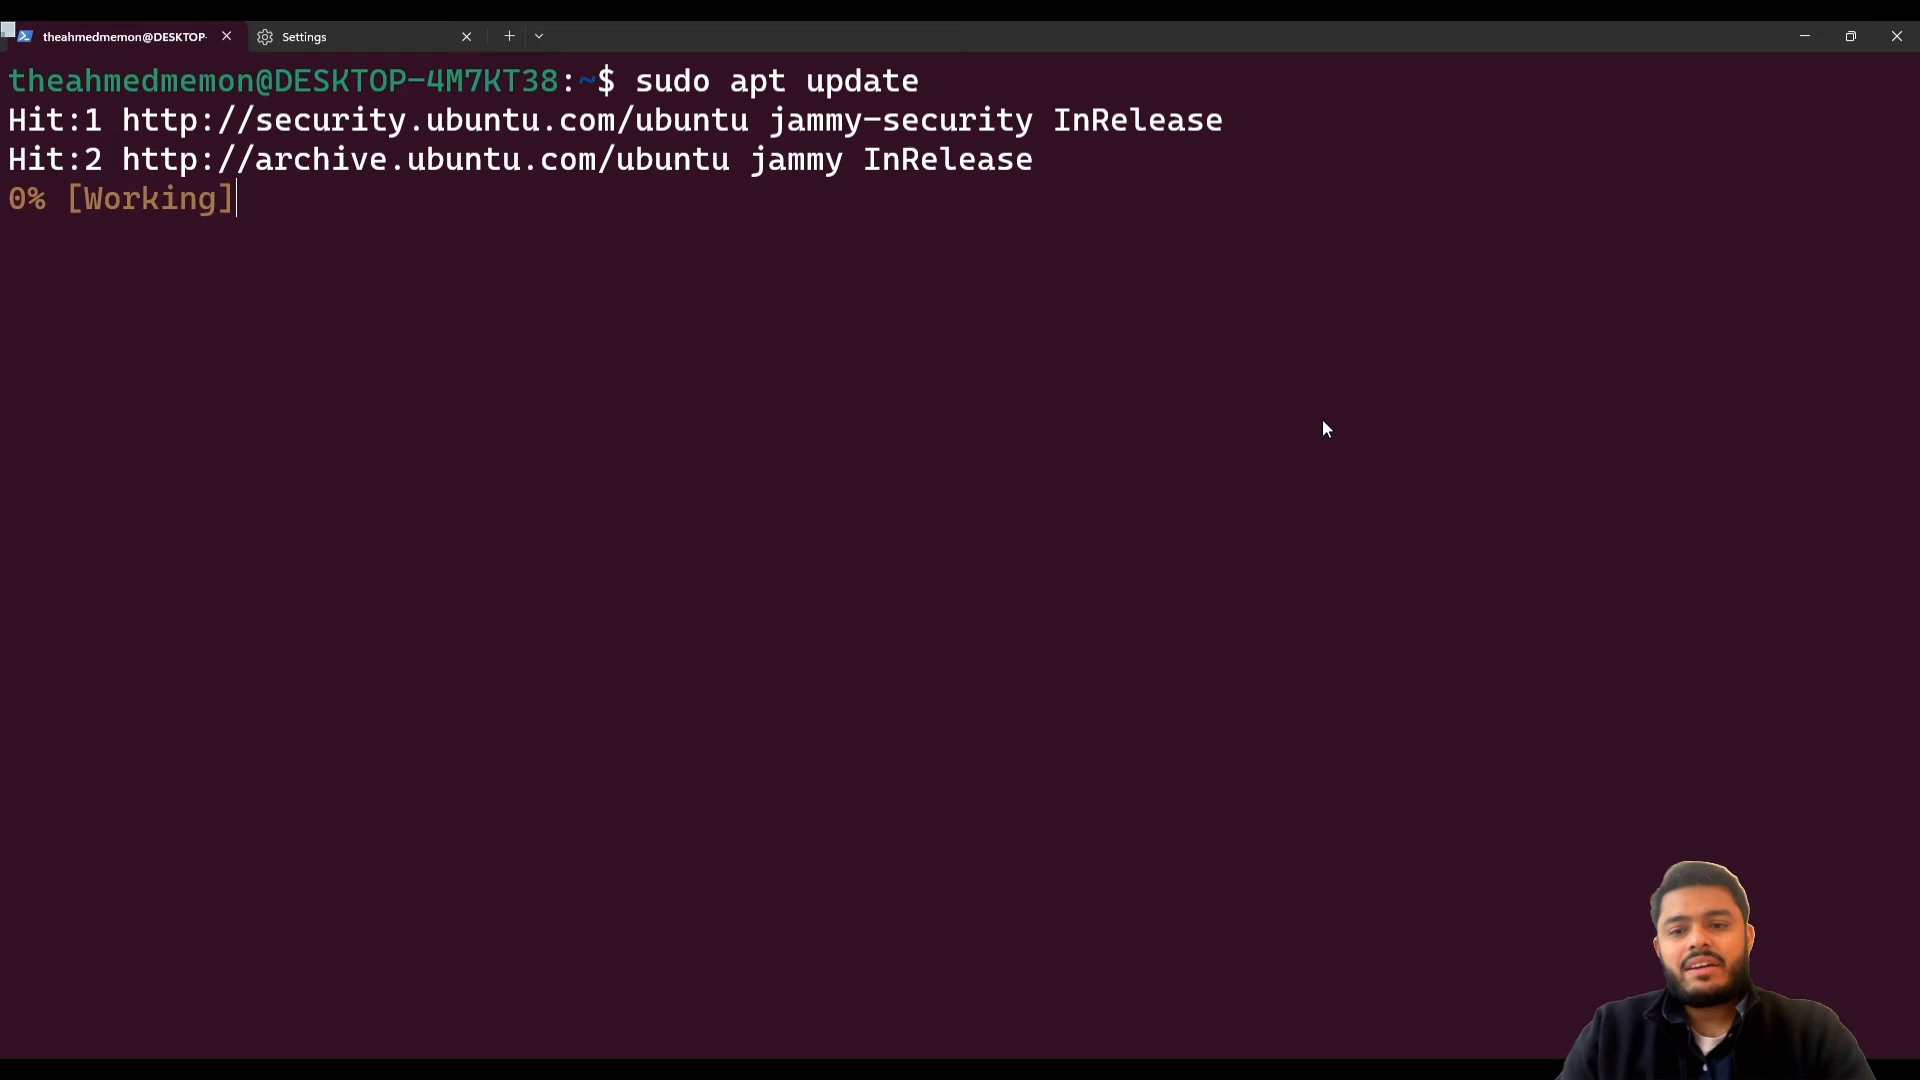 theahmedmemon@DESKTOP-
Settings
theahmedmemon@DESKTOP-4M7KT38:~$ sudo apt update
Hit:1 http://security.ubuntu.com/ubuntu jammy-security InRelease
Hit:2 http://archive.ubuntu.com/ubuntu jammy InRelease
0% [Working]